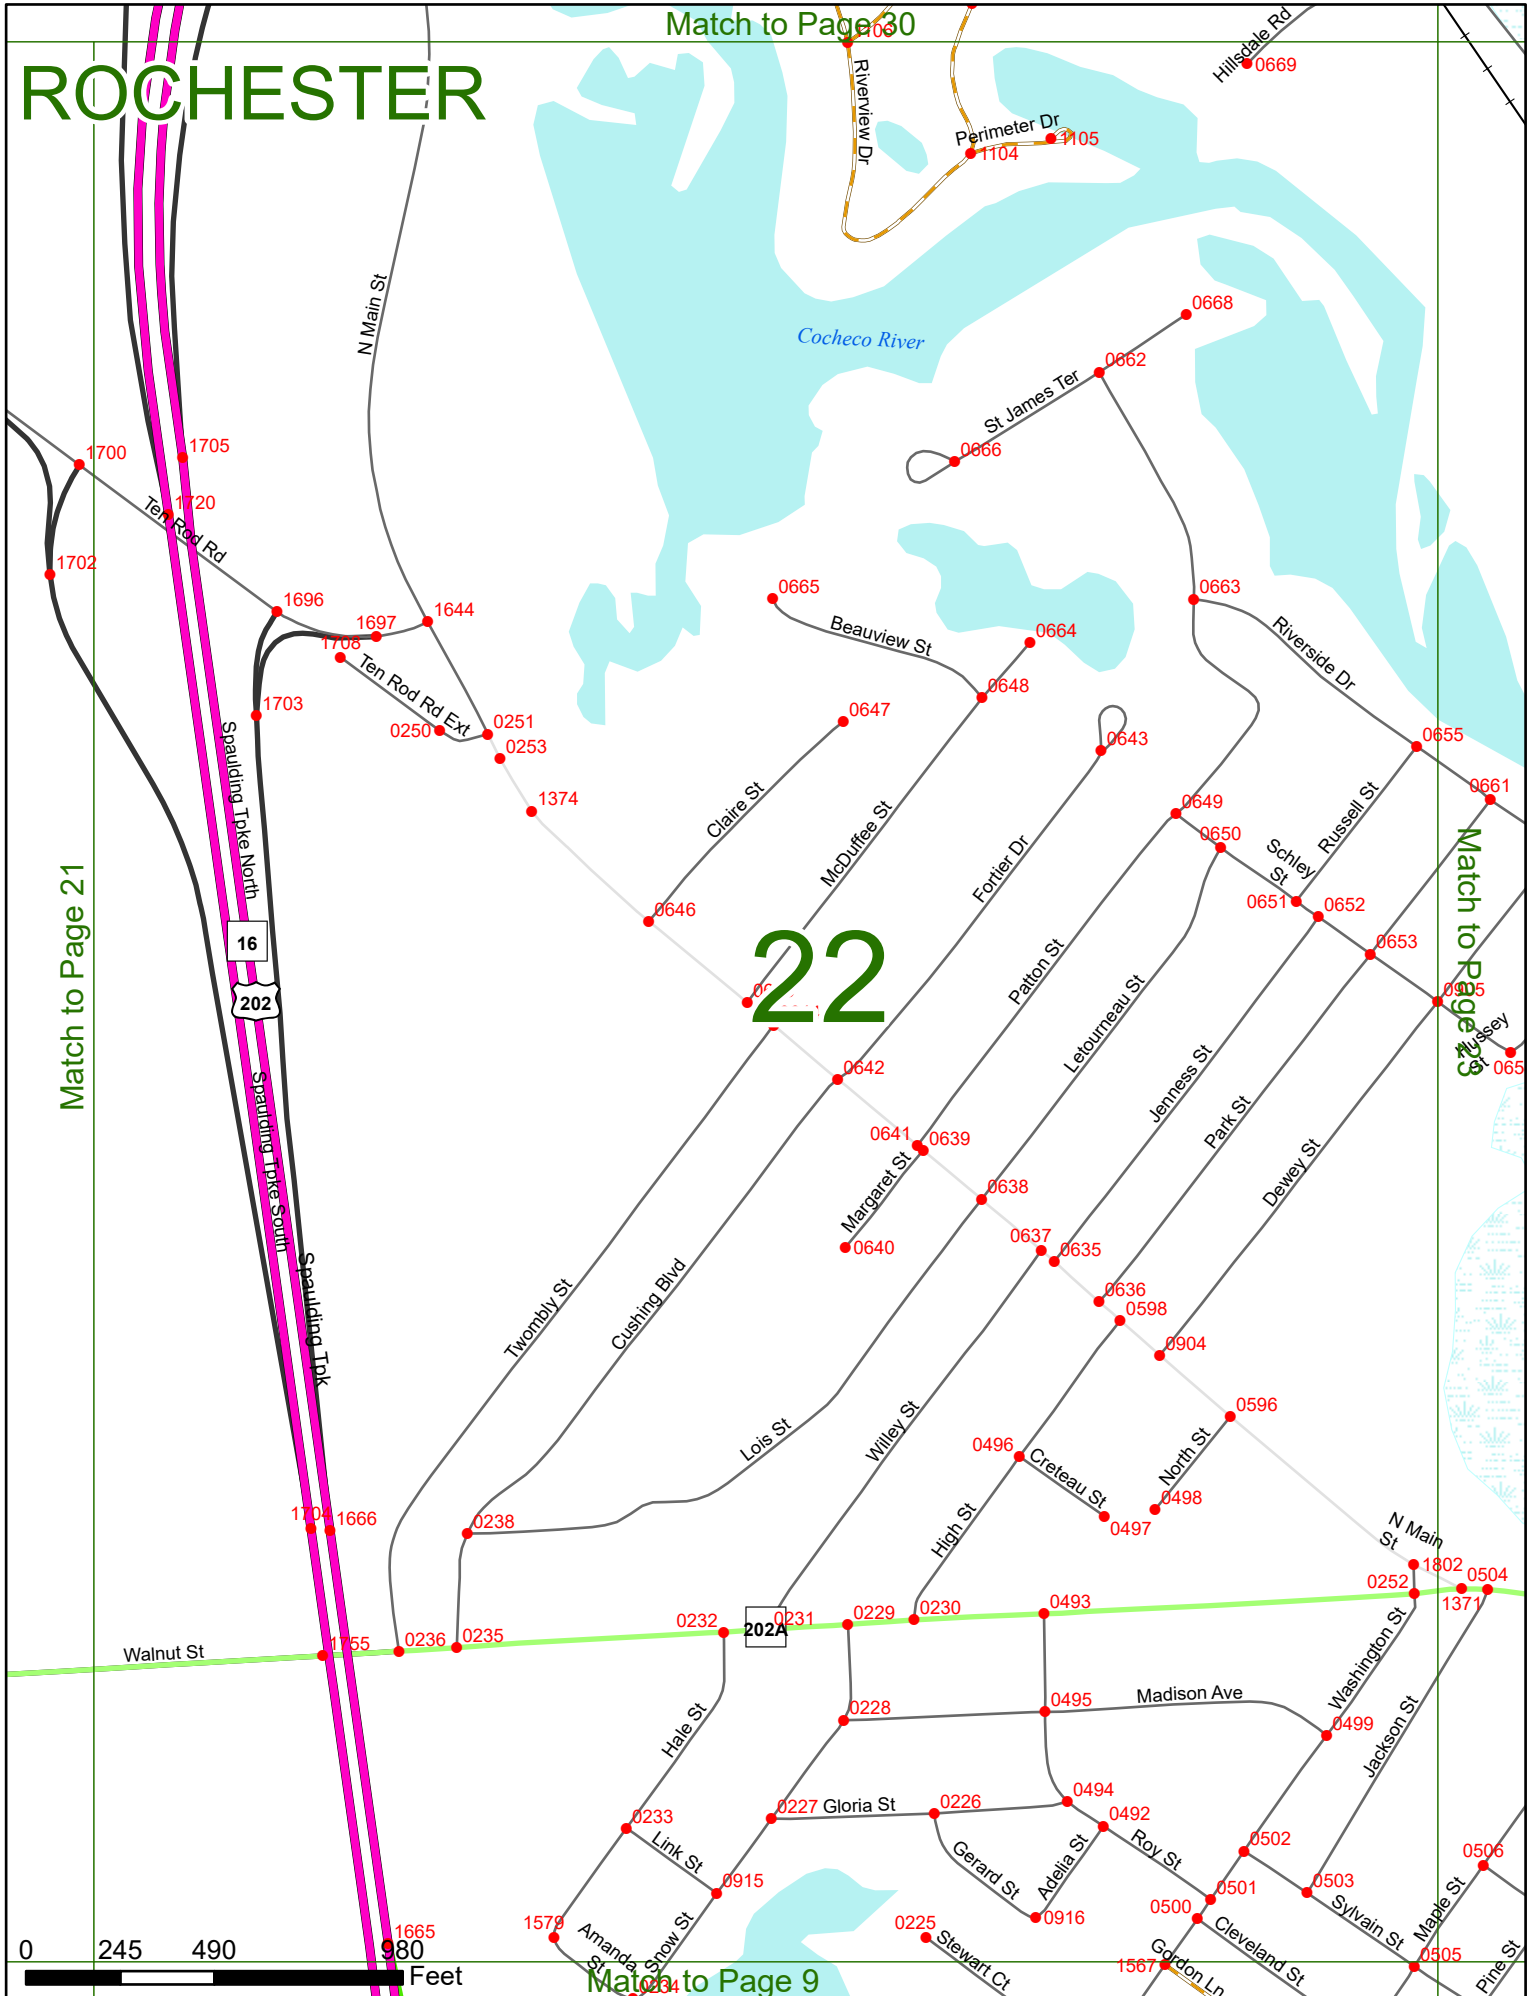 Match to Page 30
ROCHESTER
1106
Riverview Dr
Hillsdale Rd
0669
Perimeter Dr
1104
1105
N Main St
Cocheco River
0668
0662
St James Ter
0666
1700
1705
1720
Ten Rod Rd
1702
1696
1697
1644
1708
Ten Rod Rd Ext
1703
0250
0251
0253
1374
0665
Beauview St
0664
0648
0647
0643
0663
Riverside Dr
0655
0661
0649
0650
Schley
St
Russell St
0651
0652
0653
Claire St
McDuffee St
Fortier Dr
0646
22
Spaulding Tpke North
16
202
Match to Page 21
Match to Page 23
Patton St
Letourneau St
Hussey
St
0642
0641
0639
Margaret St
0640
0638
0637
0635
0636
0598
0904
Jenness St
Park St
Dewey St
Spaulding Tpke South
Spaulding Tpk
Twombly St
Cushing Blvd
Lois St
Willey St
0596
North St
0496
Creteau St
0498
0497
High St
1704
1666
0238
N Main
St
1802
0252
0504
1371
0493
0230
0229
0231
202A
0232
0235
0236
1755
Walnut St
Hale St
0228
0495
Madison Ave
Washington St
0499
Jackson St
0494
0492
0227
Gloria St
0226
0233
Link St
Gerard St
Adelia St
Roy St
0502
0506
0915
0501
0503
0500
0916
Sylvain St
Maple St
1579
Amanda
St
Snow St
0225
Stewart Ct
Cleveland St
1567
Gordon Ln
0505
Pine St
1665
0
245
490
980
Feet
0234
Match to Page 9